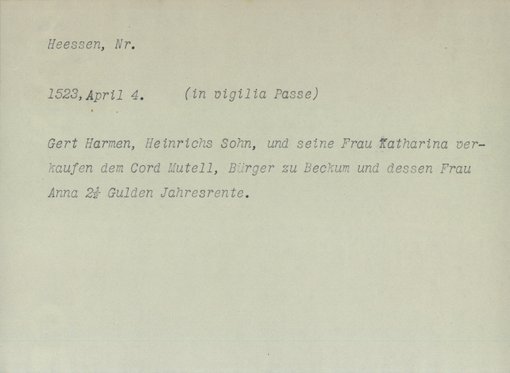 Heessen, Nr.
1523, April 4. (in vigilia Passe)
Gert Harmen, Heinrichs Sohn, und seine Frau Katharina ver-
kaufen dem Cord Mutell, Bürger zu Beckum und dessen Frau
Anna 2½ Gulden Jahresrente.